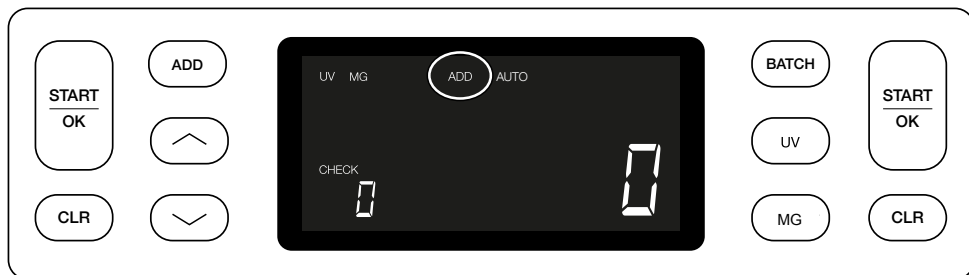 START
OK
CLR
ADD
UV MG ADD AUTO
CHECK
0
0
BATCH
UV
MG
START
OK
CLR